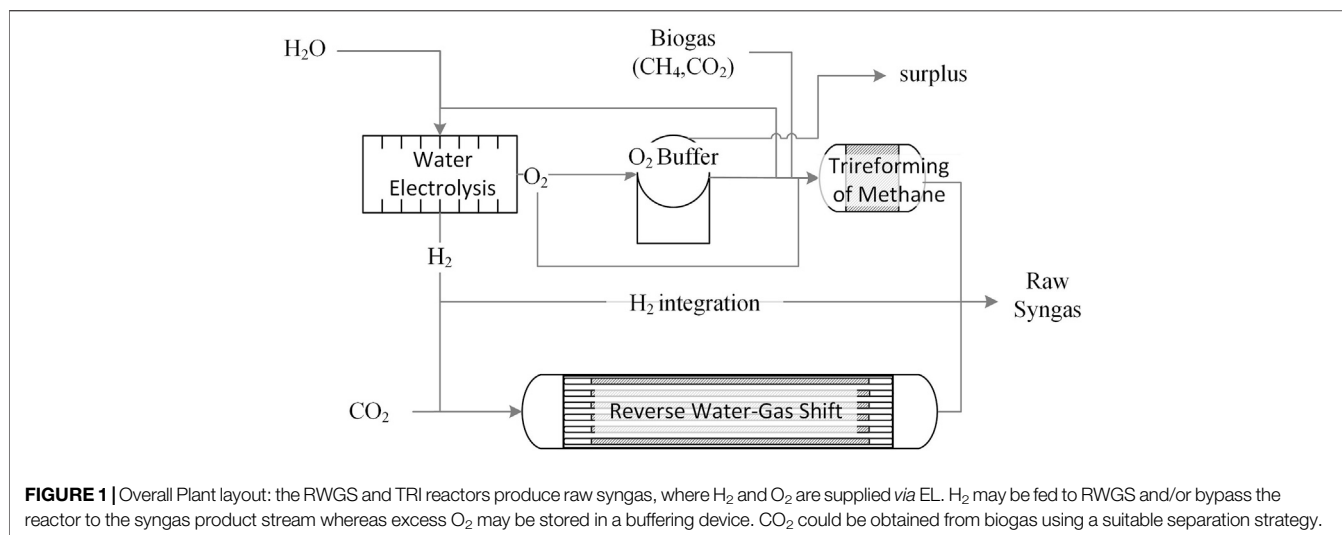 H₂O
Biogas
(CH₄,CO₂)
surplus
Water
Electrolysis
O₂
O₂ Buffer
Trireforming
of Methane
H₂
H₂ integration
Raw
Syngas
CO₂
Reverse Water-Gas Shift
FIGURE 1 | Overall Plant layout: the RWGS and TRI reactors produce raw syngas, where H₂ and O₂ are supplied via EL. H₂ may be fed to RWGS and/or bypass the
reactor to the syngas product stream whereas excess O₂ may be stored in a buffering device. CO₂ could be obtained from biogas using a suitable separation strategy.